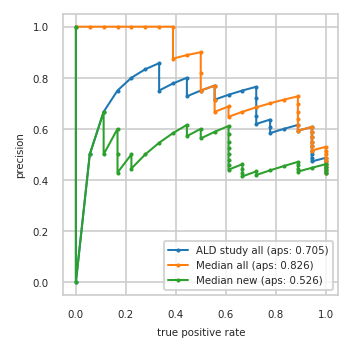 1.0
0.8
0.6
0.4
0.2
0.0
precision
0.0 0.2 0.4 0.6 0.8 1.0
true positive rate
ALD study all (aps: 0.705)
Median all (aps: 0.826)
Median new (aps: 0.526)